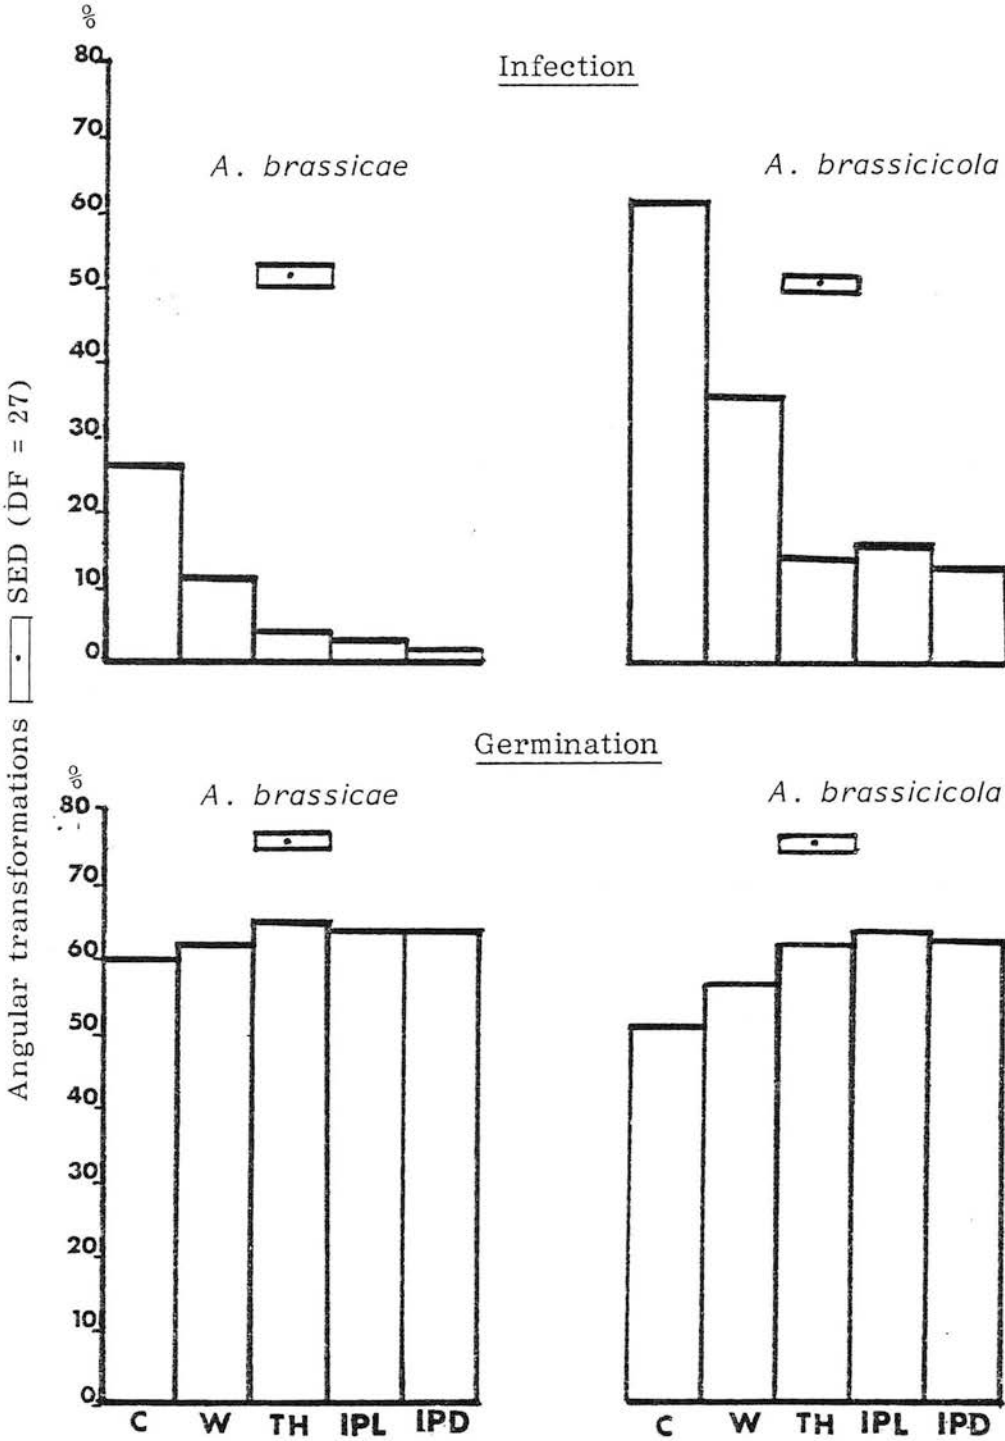 %
80
Infection
70
A. brassicae
A. brassicicola
60
50
40
30
20
10
0
Angular transformations SED (DF = 27)
Germination
%
A. brassicae
A. brassicicola
80
70
60
50
40
30
20
10
0
C W TH IPL IPD
C W TH IPL IPD